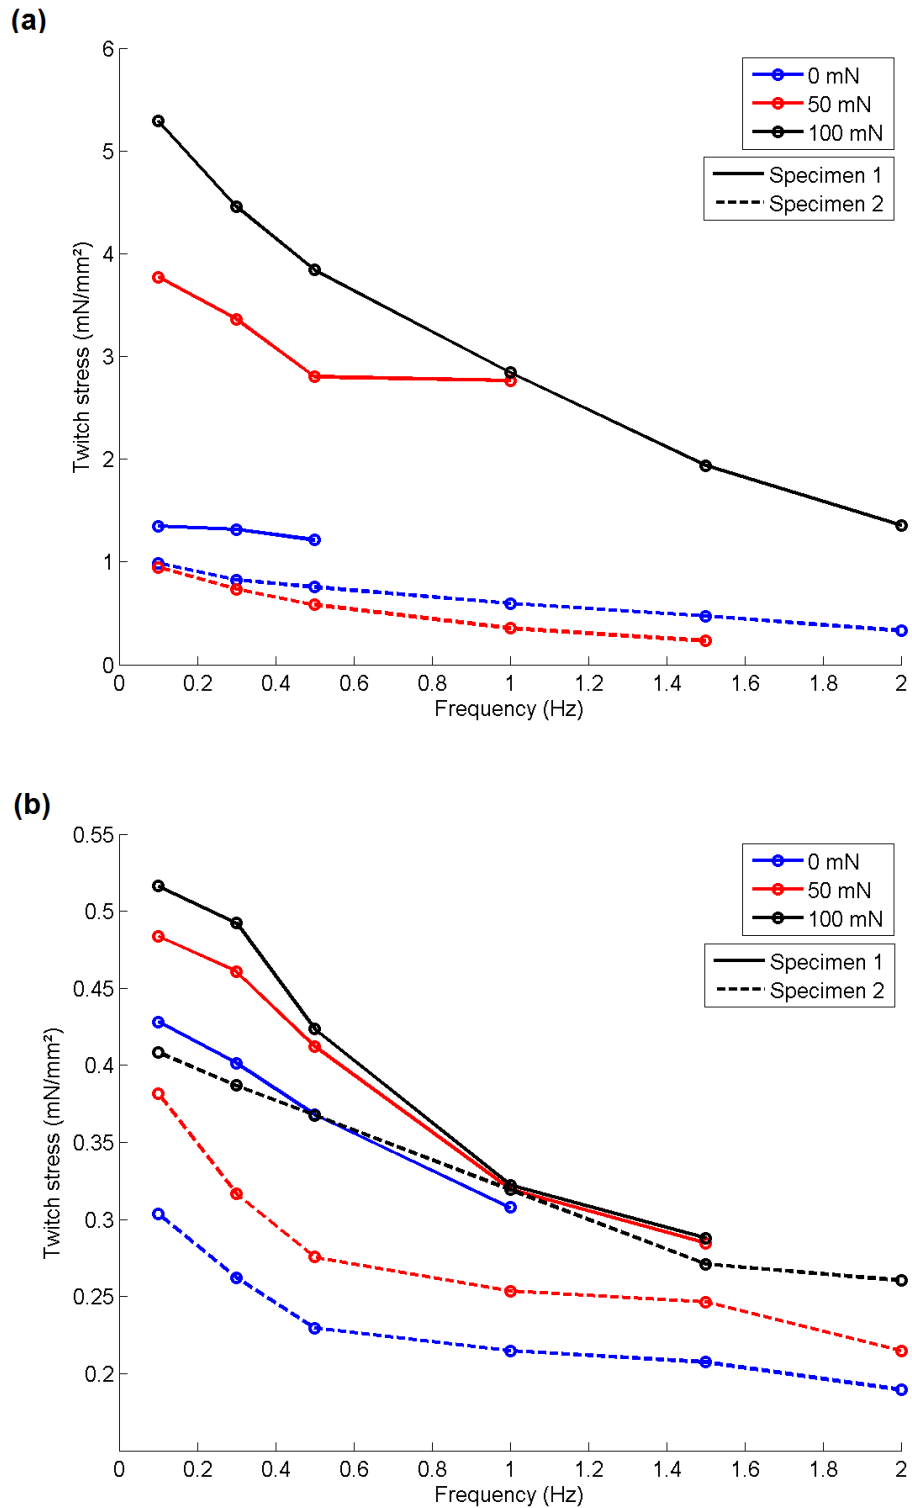 (a)
6
5
4
3
2
1
0
Twitch stress (mN/mm²)
0 0.2 0.4 0.6 0.8 1 1.2 1.4 1.6 1.8 2
Frequency (Hz)
0 mN
50 mN
100 mN
Specimen 1
Specimen 2
(b)
0.55
0.5
0.45
0.4
0.35
0.3
0.25
0.2
Twitch stress (mN/mm²)
0 0.2 0.4 0.6 0.8 1 1.2 1.4 1.6 1.8 2
Frequency (Hz)
0 mN
50 mN
100 mN
Specimen 1
Specimen 2